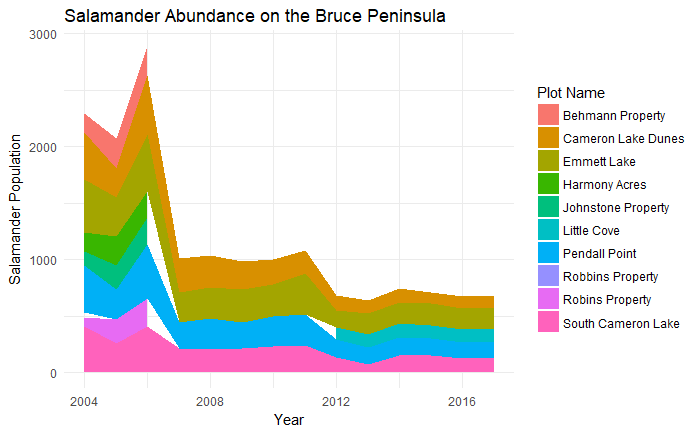 Salamander Abundance on the Bruce Peninsula
3000
2000
1000
0
Salamander Population
2004
2008
2012
2016
Year
Plot Name
Behmann Property
Cameron Lake Dunes
Emmett Lake
Harmony Acres
Johnstone Property
Little Cove
Pendall Point
Robbins Property
Robins Property
South Cameron Lake